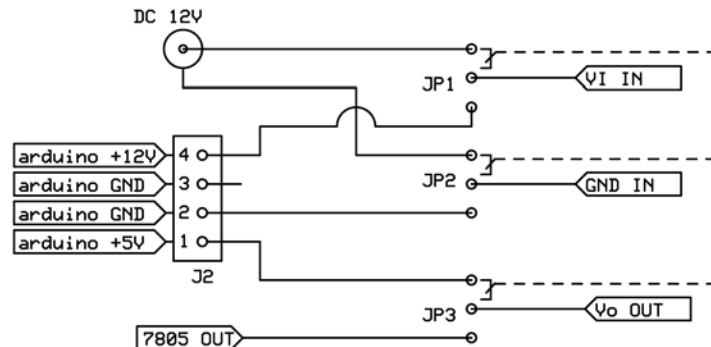 DC 12V
JP1
VI IN
arduino +12V
4
arduino GND
3
JP2
GND IN
arduino GND
2
arduino +5V
1
J2
JP3
Vo OUT
7805 OUT